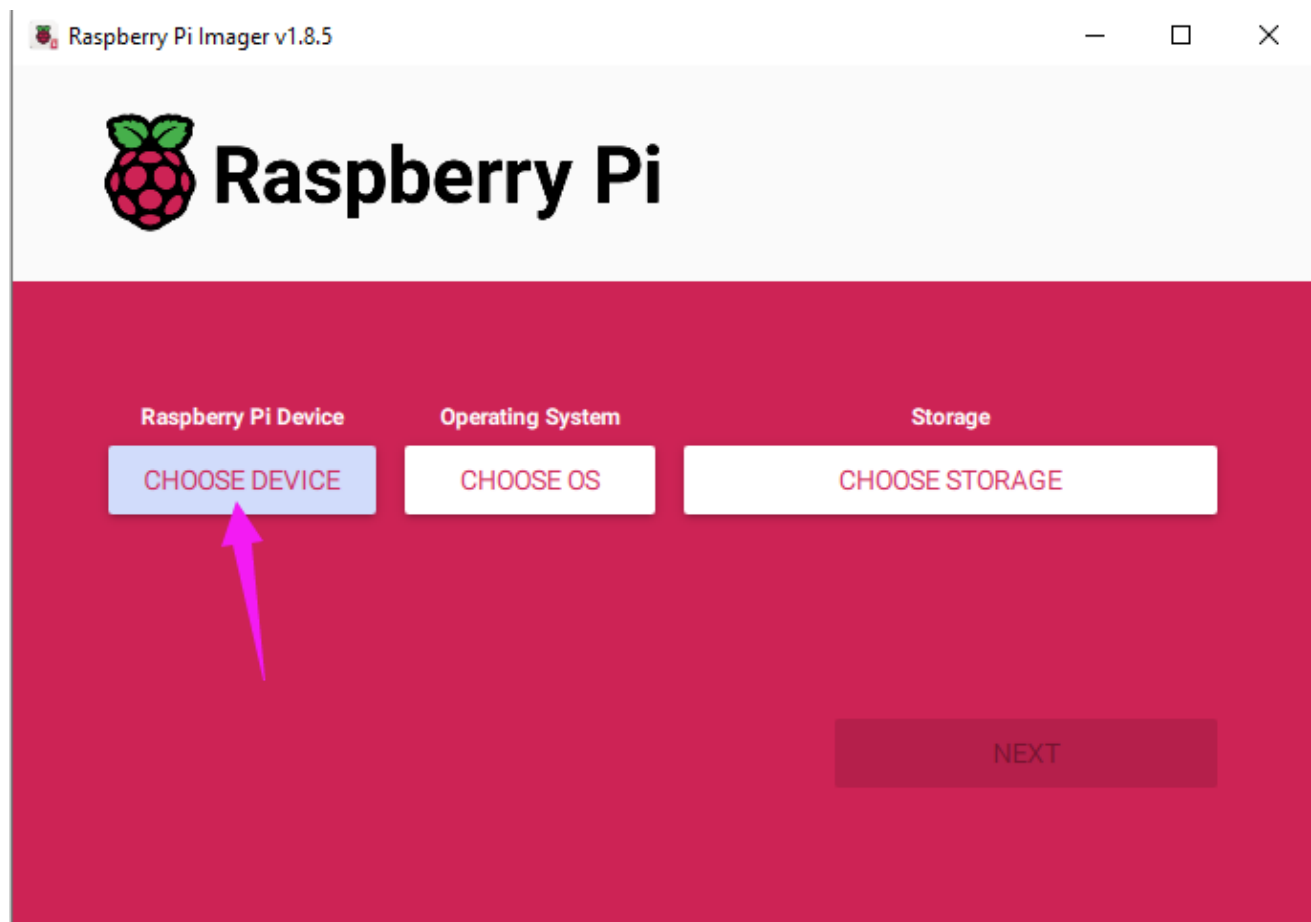 Raspberry Pi Imager v1.8.5
Raspberry Pi
Raspberry Pi Device
Operating System
Storage
CHOOSE DEVICE
CHOOSE OS
CHOOSE STORAGE
NEXT